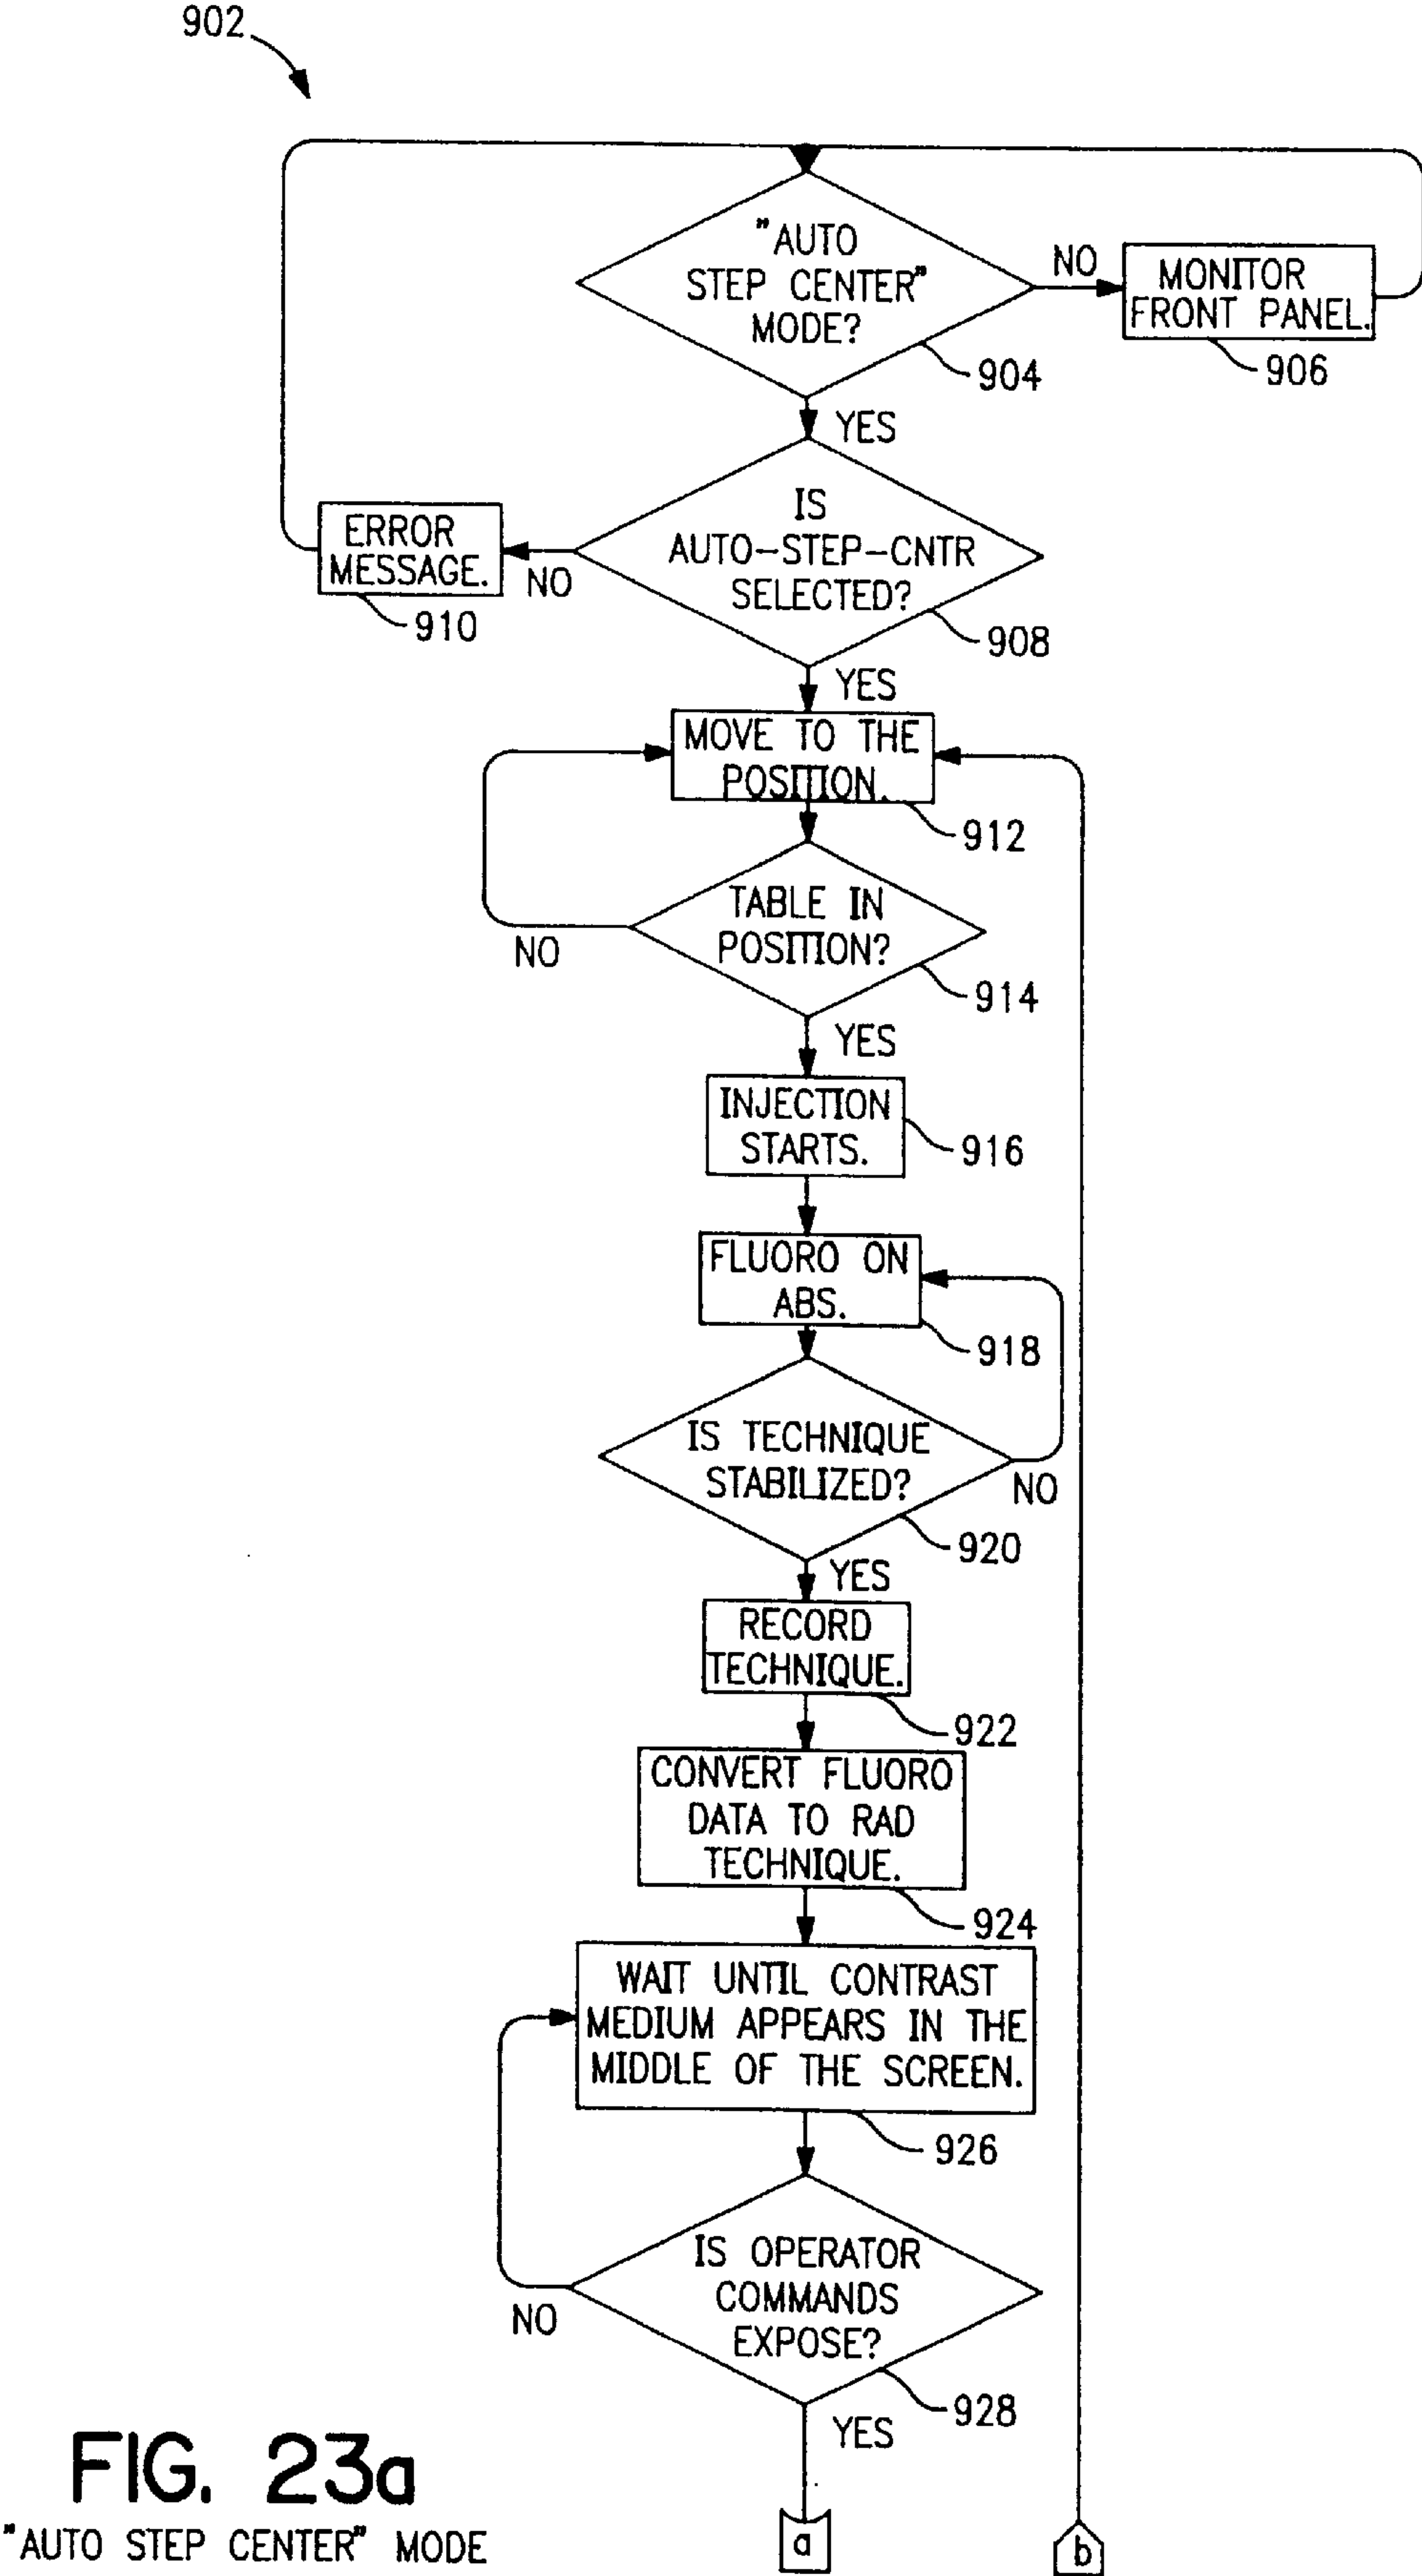 902
"AUTO
STEP CENTER"
MODE?
NO
MONITOR
FRONT PANEL.
904
906
YES
IS
AUTO-STEP-CNTR
SELECTED?
ERROR
MESSAGE.
NO
910
908
YES
MOVE TO THE
POSITION.
912
TABLE IN
POSITION?
NO
914
YES
INJECTION
STARTS.
916
FLUORO ON
ABS.
918
IS TECHNIQUE
STABILIZED?
NO
920
YES
RECORD
TECHNIQUE.
922
CONVERT FLUORO
DATA TO RAD
TECHNIQUE.
924
WAIT UNTIL CONTRAST
MEDIUM APPEARS IN THE
MIDDLE OF THE SCREEN.
926
IS OPERATOR
COMMANDS
EXPOSE?
NO
928
YES
a
b
FIG. 23a
"AUTO STEP CENTER" MODE